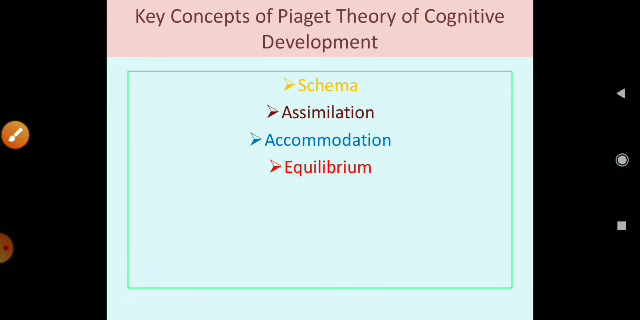 Key Concepts of Piaget Theory of Cognitive
Development
➢Schema
➢Assimilation
➢Accommodation
➢Equilibrium